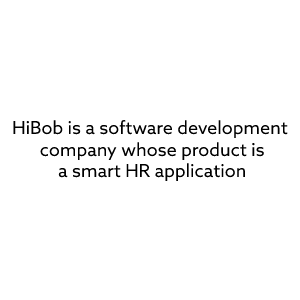 HiBob is a software development
company whose product is
a smart HR application